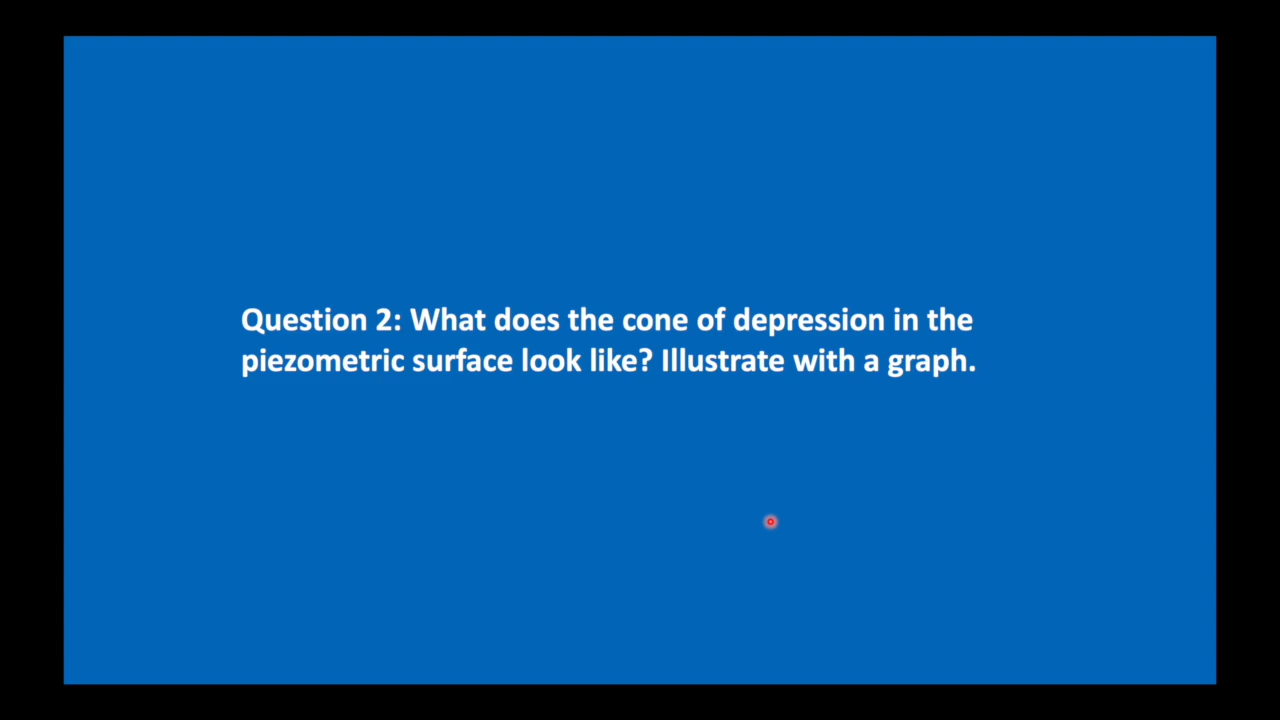 Question 2: What does the cone of depression in the
piezometric surface look like? Illustrate with a graph.